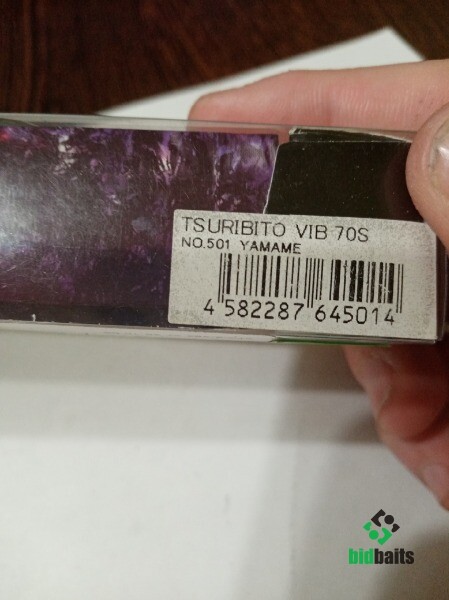 TSURIBITO VIB 70S
NO.501 YAMAME
4 582287 645014
bidbaits